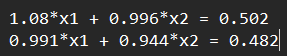 1.08*x1 + 0.996*x2 = 0.502
0.991*x1 + 0.944*x2 = 0.482